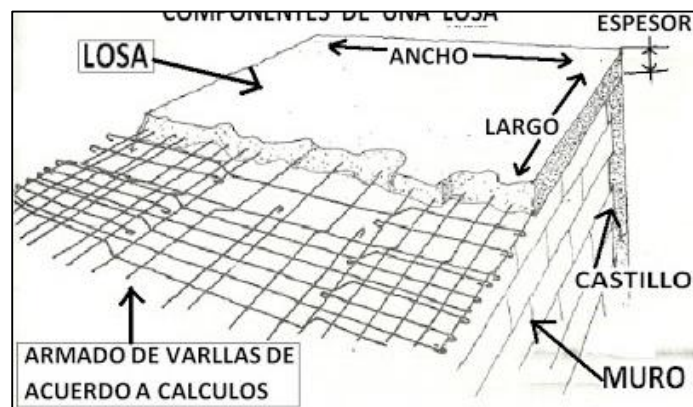 COMPONENTES DE UNA LOSA
ESPESOR
LOSA
ANCHO
LARGO
CASTILLO
ARMADO DE VARLLAS DE
ACUERDO A CALCULOS
MURO